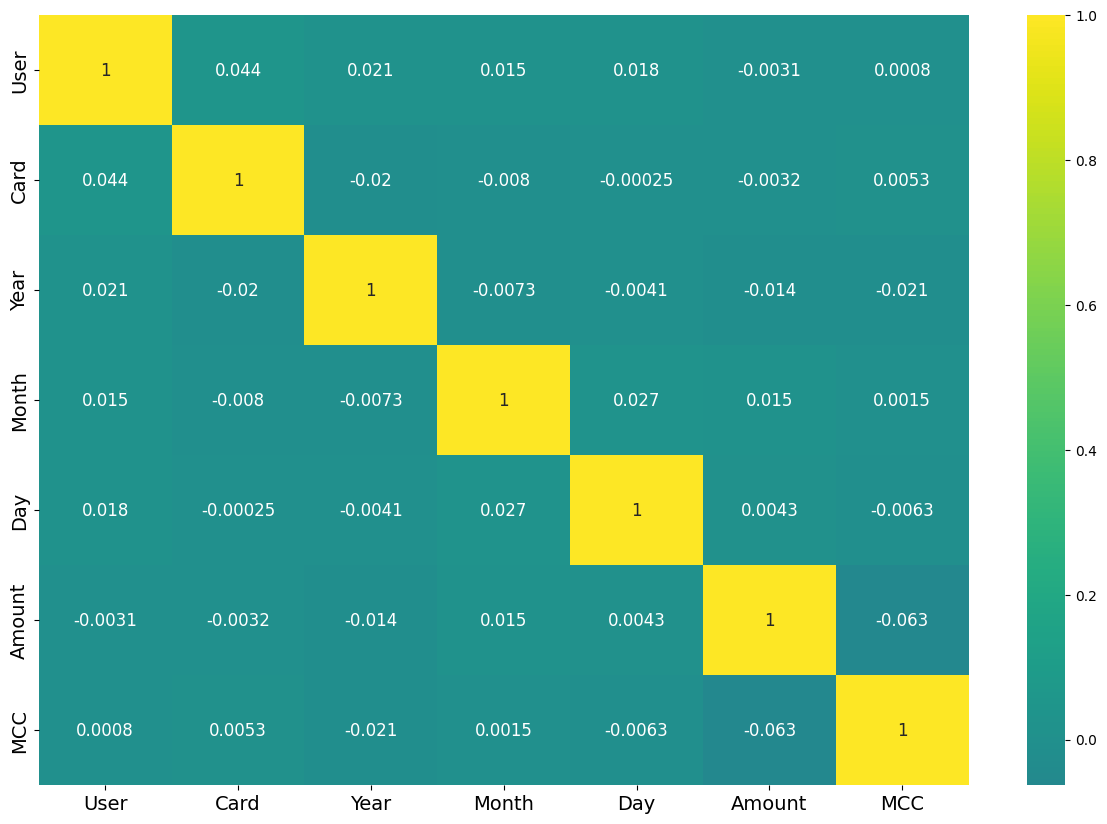 User 1 0.044 0.021 0.015 0.018 -0.0031 0.0008
Card 0.044 1 -0.02 -0.008 -0.00025 -0.0032 0.0053
Year 0.021 -0.02 1 -0.0073 -0.0041 -0.014 -0.021
Month 0.015 -0.008 -0.0073 1 0.027 0.015 0.0015
Day 0.018 -0.00025 -0.0041 0.027 1 0.0043 -0.0063
Amount -0.0031 -0.0032 -0.014 0.015 0.0043 1 -0.063
MCC 0.0008 0.0053 -0.021 0.0015 -0.0063 -0.063 1
User Card Year Month Day Amount MCC
1.0
0.8
0.6
0.4
0.2
0.0